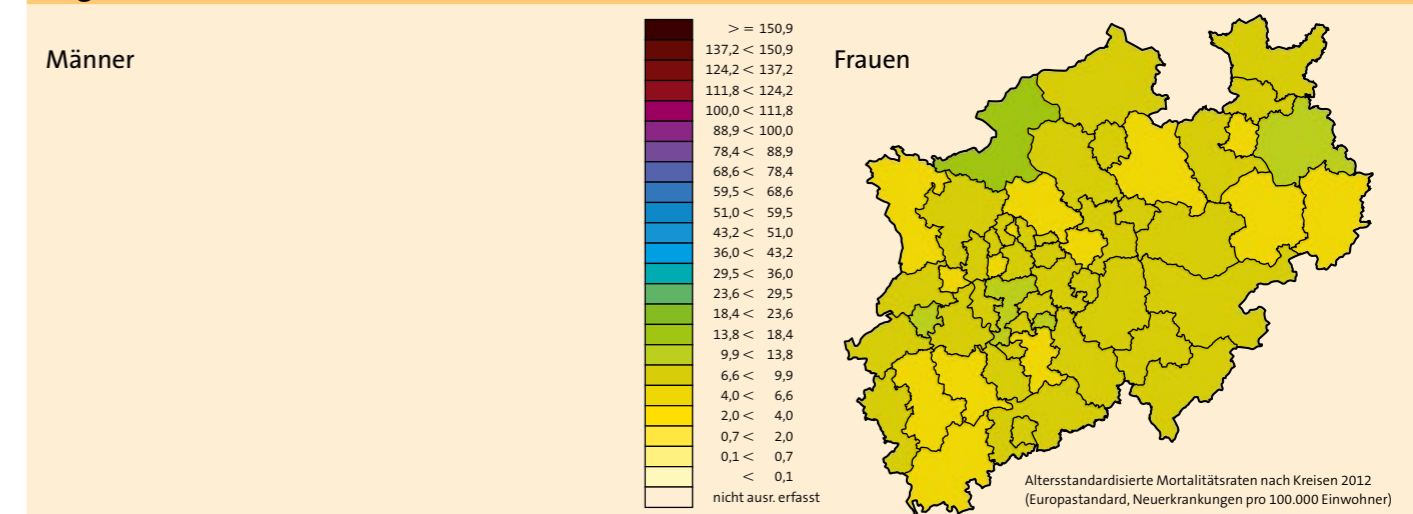 Männer
Frauen
> = 150,9
137,2 < 150,9
124,2 < 137,2
111,8 < 124,2
100,0 < 111,8
88,9 < 100,0
78,4 < 88,9
68,6 < 78,4
59,5 < 68,6
51,0 < 59,5
43,2 < 51,0
36,0 < 43,2
29,5 < 36,0
23,6 < 29,5
18,4 < 23,6
13,8 < 18,4
9,9 < 13,8
6,6 < 9,9
4,0 < 6,6
2,0 < 4,0
0,7 < 2,0
0,1 < 0,7
< 0,1
nicht ausr. erfasst
Altersstandardisierte Mortalitätsraten nach Kreisen 2012
(Europastandard, Neuerkrankungen pro 100.000 Einwohner)